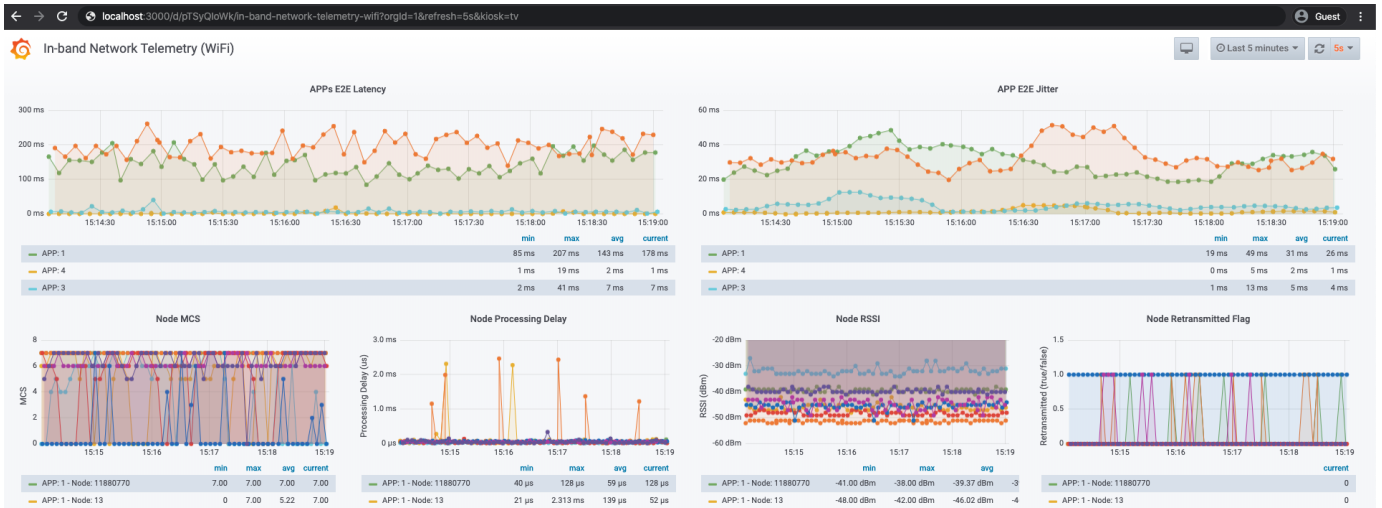 localhost:3000/d/pTSyQIoWk/in-band-network-telemetry-wifi?orgId=1&refresh=5s&kiosk=tv Guest
In-band Network Telemetry (WiFi) Last 5 minutes 5s
APPs E2E Latency
300 ms
200 ms
100 ms
0 ms
15:14:30 15:15:00 15:15:30 15:16:00 15:16:30 15:17:00 15:17:30 15:18:00 15:18:30 15:19:00
min max avg current
APP: 1 85 ms 207 ms 143 ms 178 ms
APP: 4 1 ms 19 ms 2 ms 1 ms
APP: 3 2 ms 41 ms 7 ms 7 ms
APP E2E Jitter
60 ms
40 ms
20 ms
0 ms
15:14:30 15:15:00 15:15:30 15:16:00 15:16:30 15:17:00 15:17:30 15:18:00 15:18:30 15:19:00
min max avg current
APP: 1 19 ms 49 ms 31 ms 26 ms
APP: 4 0 ms 5 ms 2 ms 1 ms
APP: 3 1 ms 13 ms 5 ms 4 ms
Node MCS
MCS
8
6
4
2
0
15:15 15:16 15:17 15:18 15:19
min max avg current
APP: 1 - Node: 11880770 7.00 7.00 7.00 7.00
APP: 1 - Node: 13 0 7.00 5.22 7.00
Node Processing Delay
Processing Delay (us)
3.0 ms
2.0 ms
1.0 ms
0 µs
15:15 15:16 15:17 15:18 15:19
min max avg current
APP: 1 - Node: 11880770 40 µs 128 µs 59 µs 128 µs
APP: 1 - Node: 13 21 µs 2.313 ms 139 µs 52 µs
Node RSSI
RSSI (dBm)
-20 dBm
-30 dBm
-40 dBm
-50 dBm
-60 dBm
15:15 15:16 15:17 15:18 15:19
min max avg
APP: 1 - Node: 11880770 -41.00 dBm -38.00 dBm -39.37 dBm -3
APP: 1 - Node: 13 -48.00 dBm -42.00 dBm -46.02 dBm -4
Node Retransmitted Flag
Retransmitted (true/false)
1.5
1.0
0.5
0
15:15 15:16 15:17 15:18 15:19
current
APP: 1 - Node: 11880770 0
APP: 1 - Node: 13 0